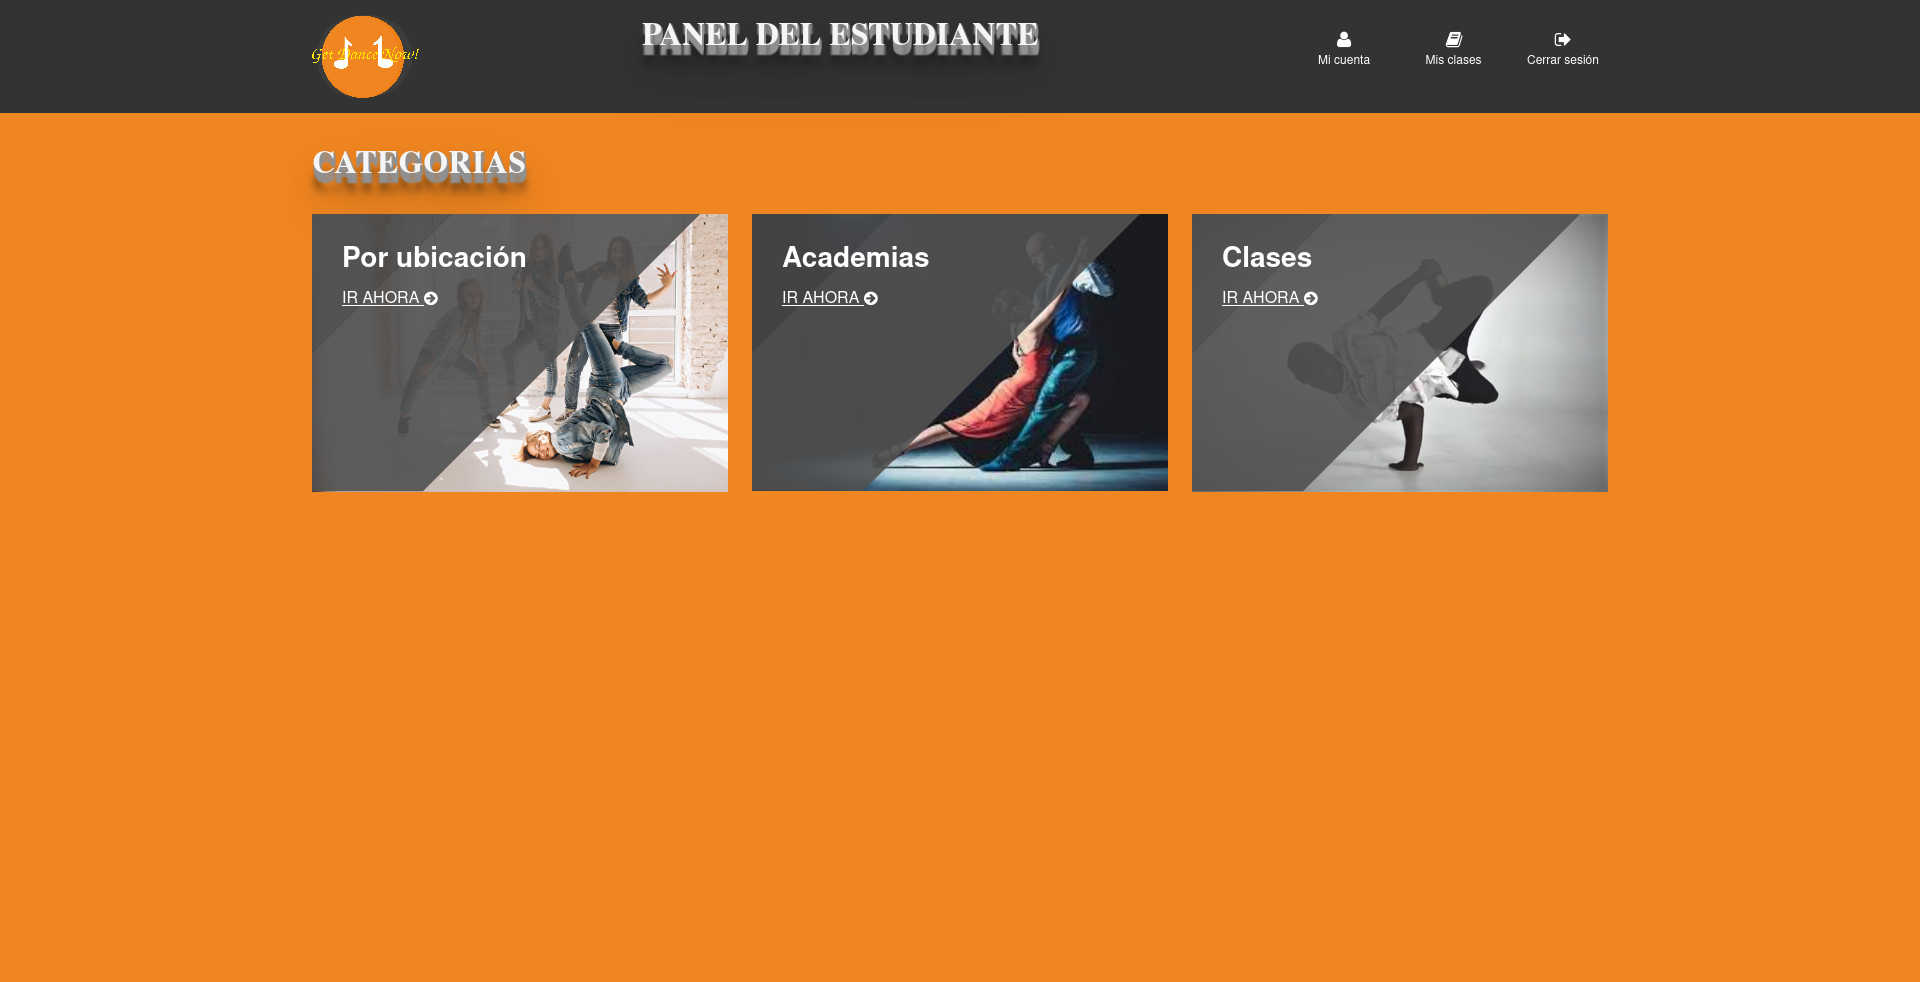 Get Dance Now!
PANEL DEL ESTUDIANTE
Mi cuenta
Mis clases
Cerrar sesión
CATEGORIAS
Por ubicación
IR AHORA
Academias
IR AHORA
Clases
IR AHORA